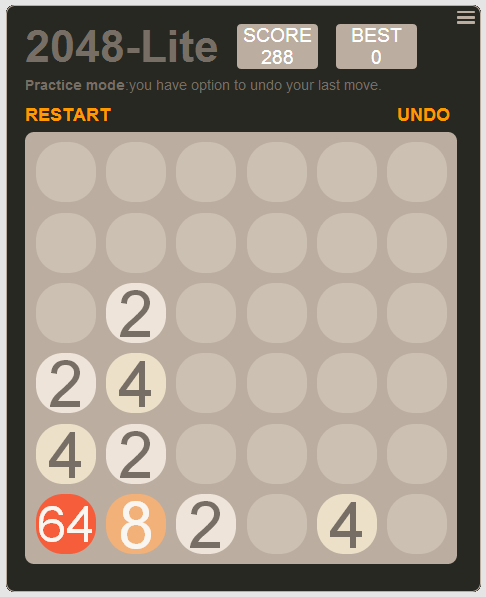 2048-Lite
SCORE
288
BEST
0
Practice mode:you have option to undo your last move.
RESTART UNDO
2
2 4
4 2
64 8 2 4